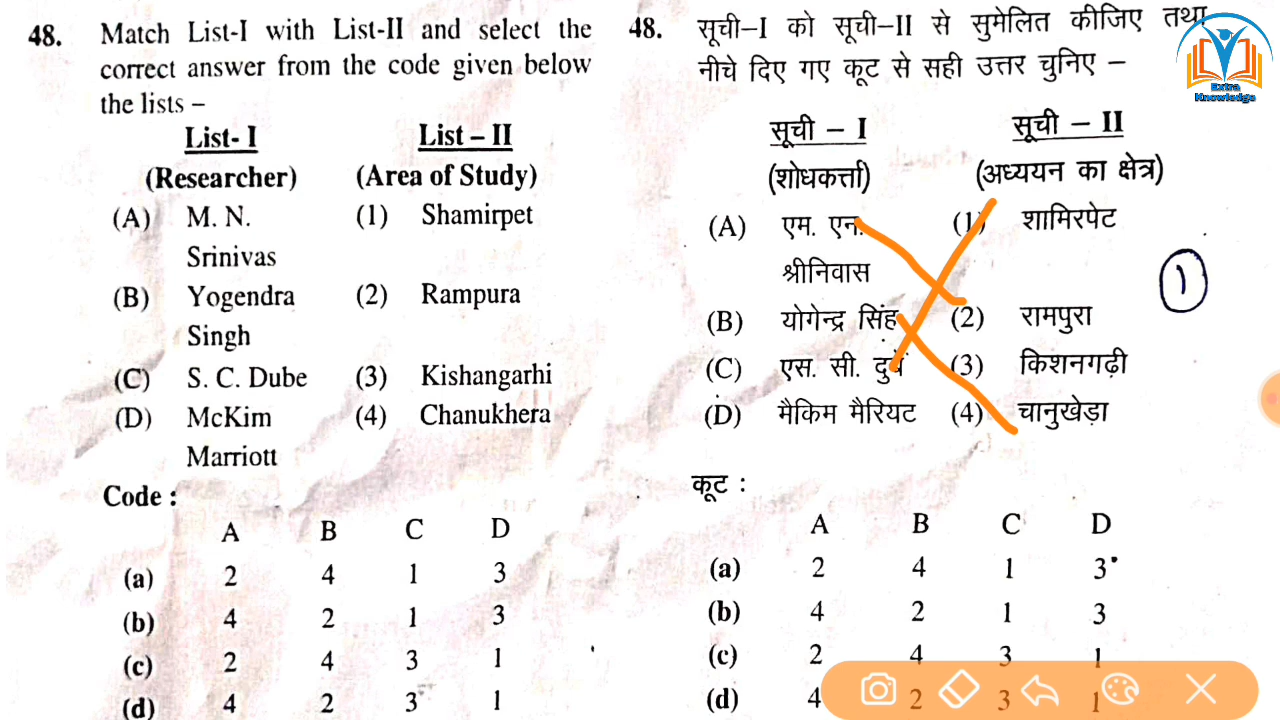 48. Match List-I with List-II and select the
correct answer from the code given below
the lists –
List- I List – II
(Researcher) (Area of Study)
(A) M. N. (1) Shamirpet
Srinivas
(B) Yogendra (2) Rampura
Singh
(C) S. C. Dube (3) Kishangarhi
(D) McKim (4) Chanukhera
Marriott
Code :
A B C D
(a) 2 4 1 3
(b) 4 2 1 3
(c) 2 4 3 1
(d) 4 2 3 1
48. सूची–I को सूची–II से सुमेलित कीजिए तथा
नीचे दिए गए कूट से सही उत्तर चुनिए –
सूची – I सूची – II
(शोधकर्त्ता) (अध्ययन का क्षेत्र)
(A) एम. एन. (1) शामिरपेट
श्रीनिवास
(B) योगेन्द्र सिंह (2) रामपुरा
(C) एस. सी. दुबे (3) किशनगढ़ी
(D) मैकिम मैरियट (4) चानुखेड़ा
कूट :
A B C D
(a) 2 4 1 3
(b) 4 2 1 3
(c) 2 4 3 1
(d) 4 2 3 1
Extra
Knowledge